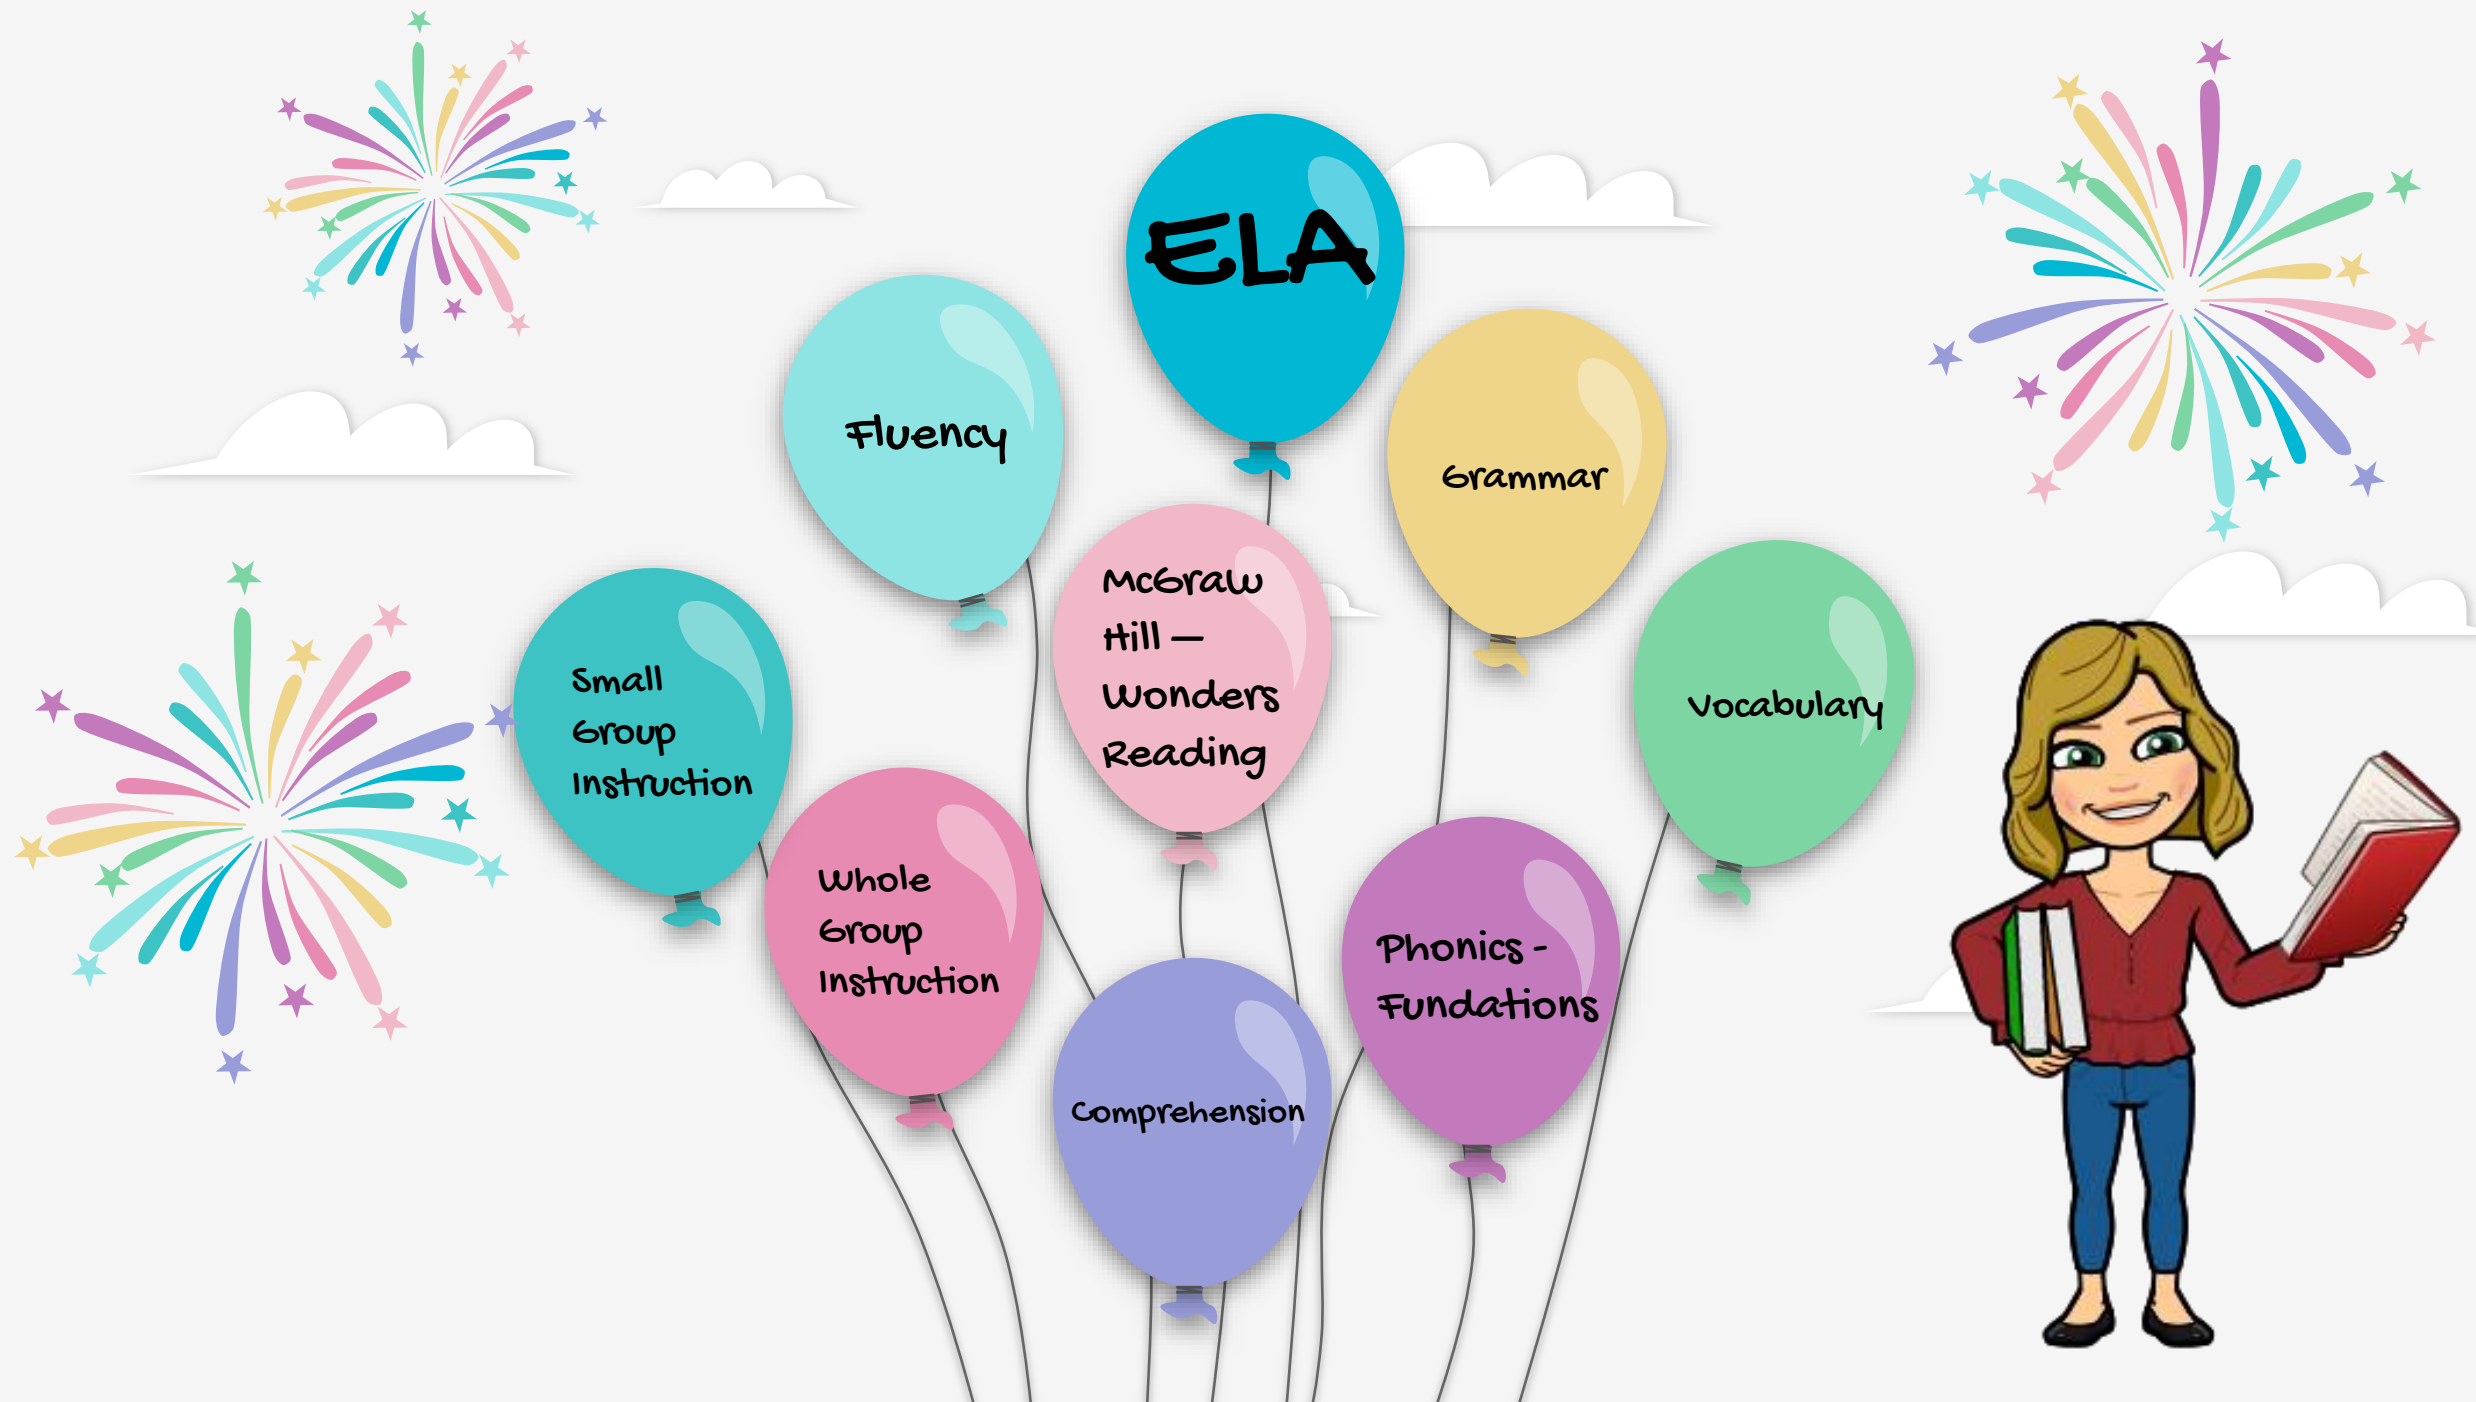 ELA
Fluency
Grammar
McGraw
Hill –
Wonders
Reading
Small
Group
Instruction
Vocabulary
Whole
Group
Instruction
Phonics -
Fundations
Comprehension